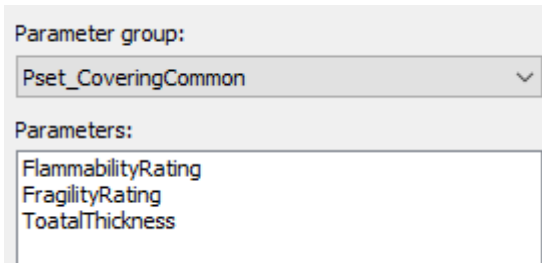 Parameter group:
Pset_CoveringCommon
Parameters:
FlammabilityRating
FragilityRating
ToatalThickness